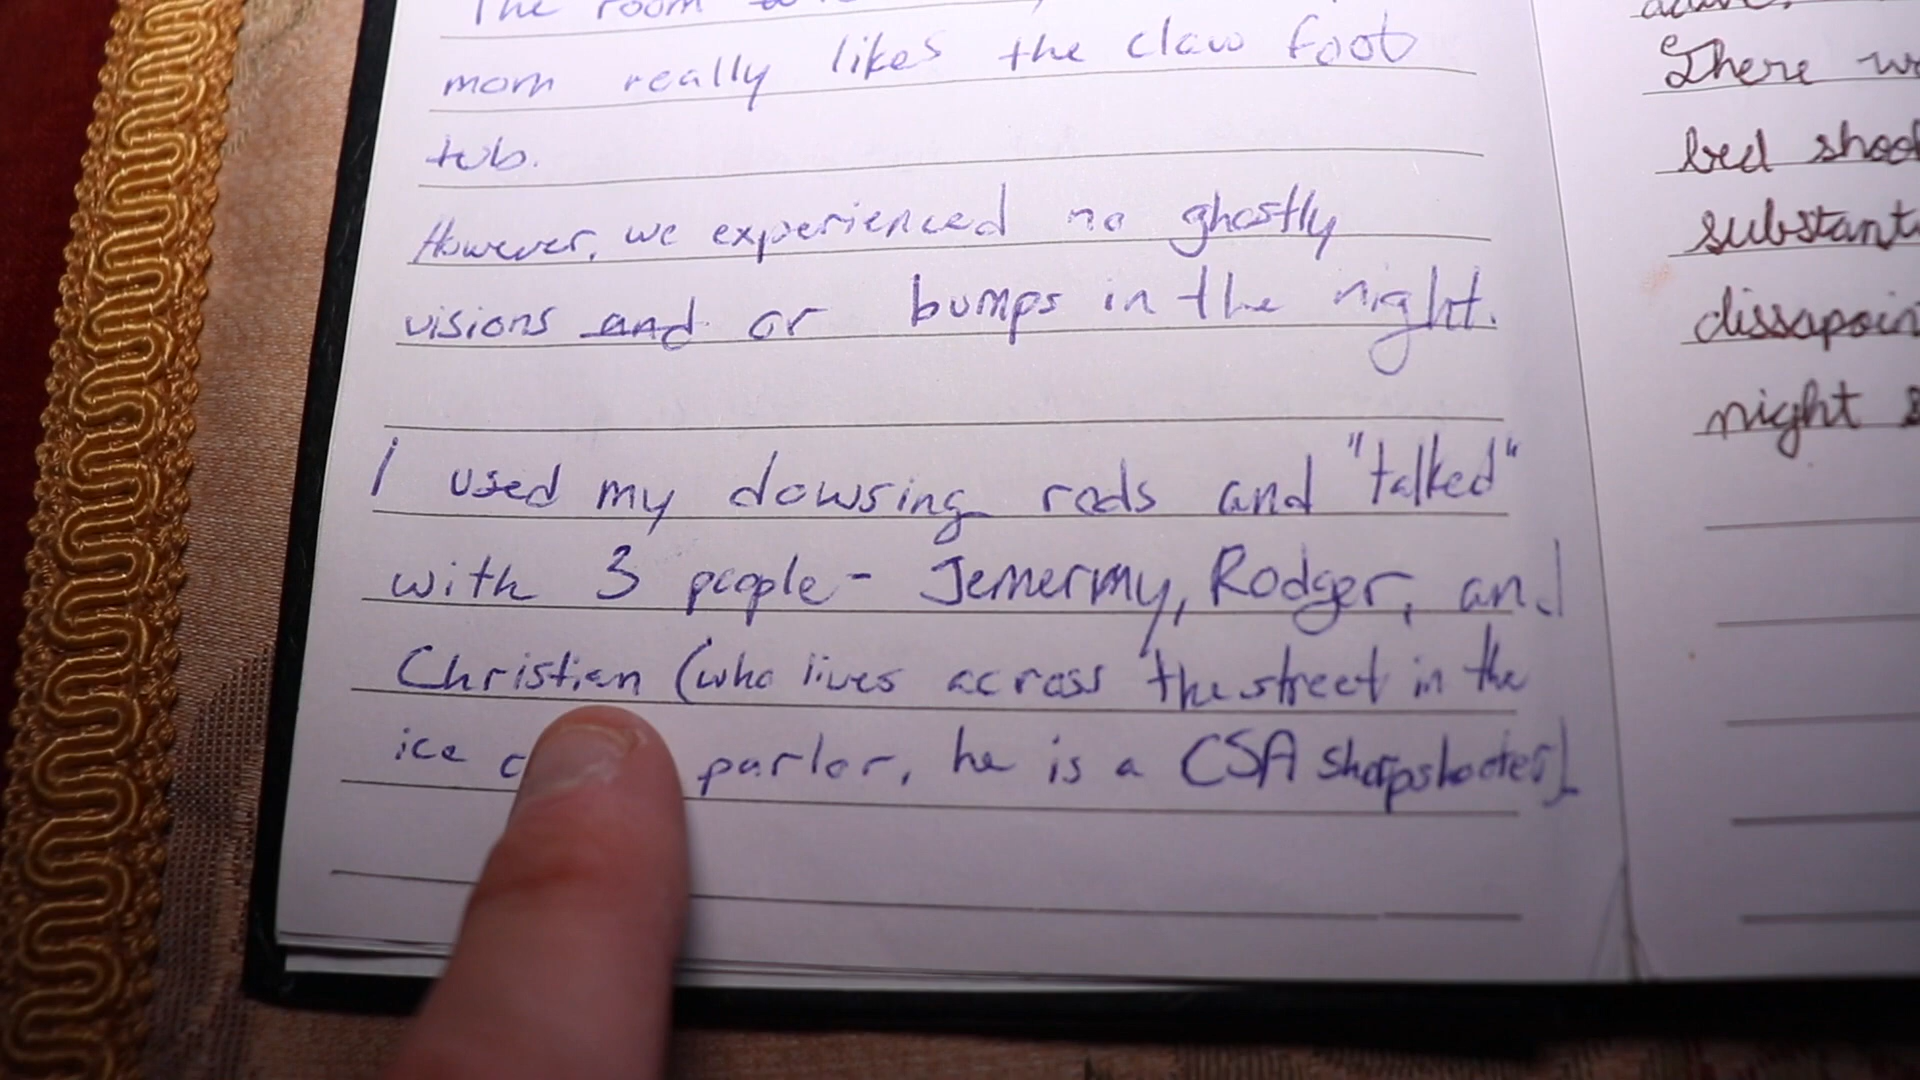 The room
mom really likes the claw foot
tub.
However, we experienced no ghostly
visions and or bumps in the night.
I used my dowsing rods and "talked"
with 3 people - Jemermy, Rodger, and
Christian (who lives across the street in the
ice parlor, he is a CSA sharpshooter)
There
bed
night